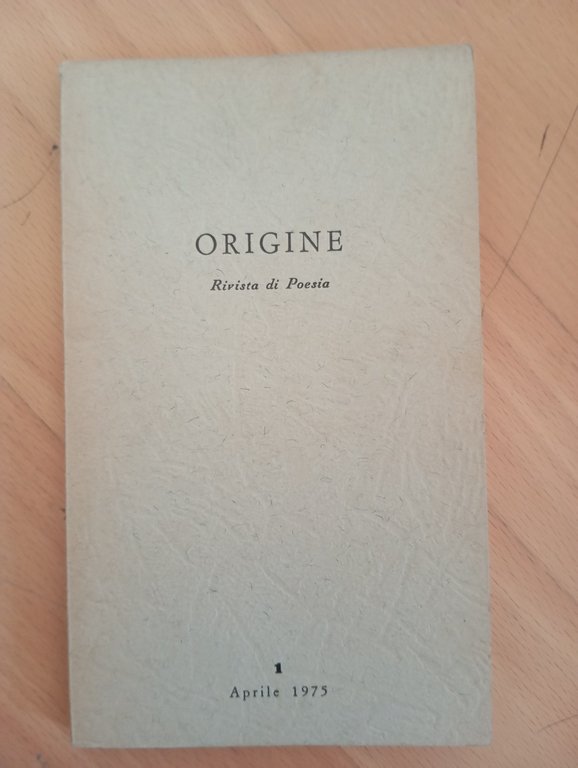 ORIGINE
Rivista di Poesia
1
Aprile 1975